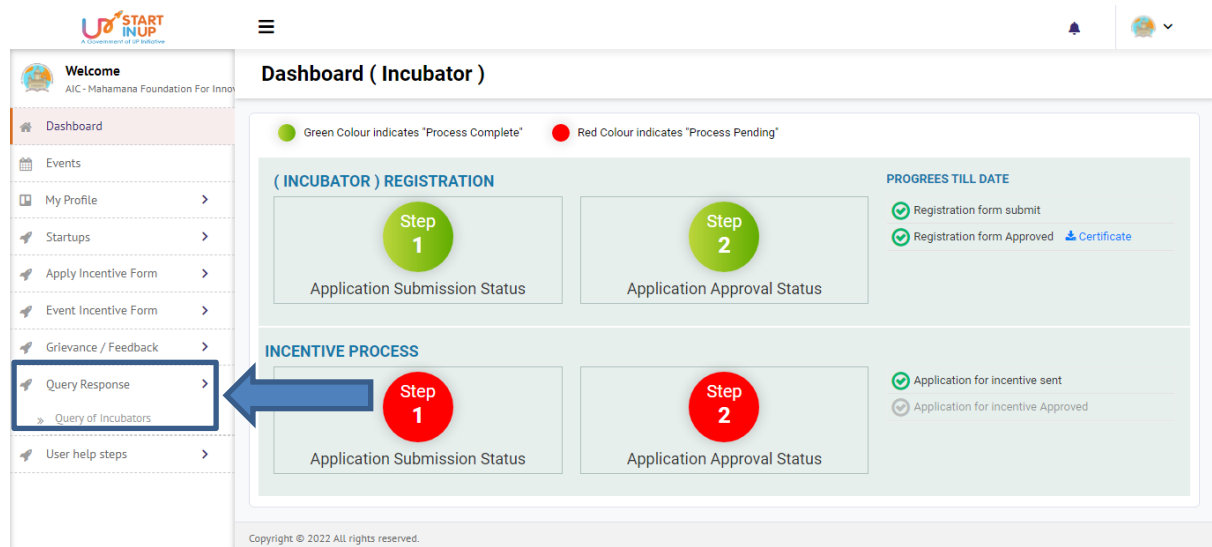 UP START
INUP
A Government of UP Initiative
Welcome
AIC - Mahamana Foundation For Innov
Dashboard
Events
My Profile
Startups
Apply Incentive Form
Event Incentive Form
Grievance / Feedback
Query Response
» Query of Incubators
User help steps
Dashboard ( Incubator )
Green Colour indicates "Process Complete" Red Colour indicates "Process Pending"
( INCUBATOR ) REGISTRATION
Step
1
Application Submission Status
Step
2
Application Approval Status
PROGREES TILL DATE
Registration form submit
Registration form Approved Certificate
INCENTIVE PROCESS
Step
1
Application Submission Status
Step
2
Application Approval Status
Application for incentive sent
Application for incentive Approved
Copyright © 2022 All rights reserved.